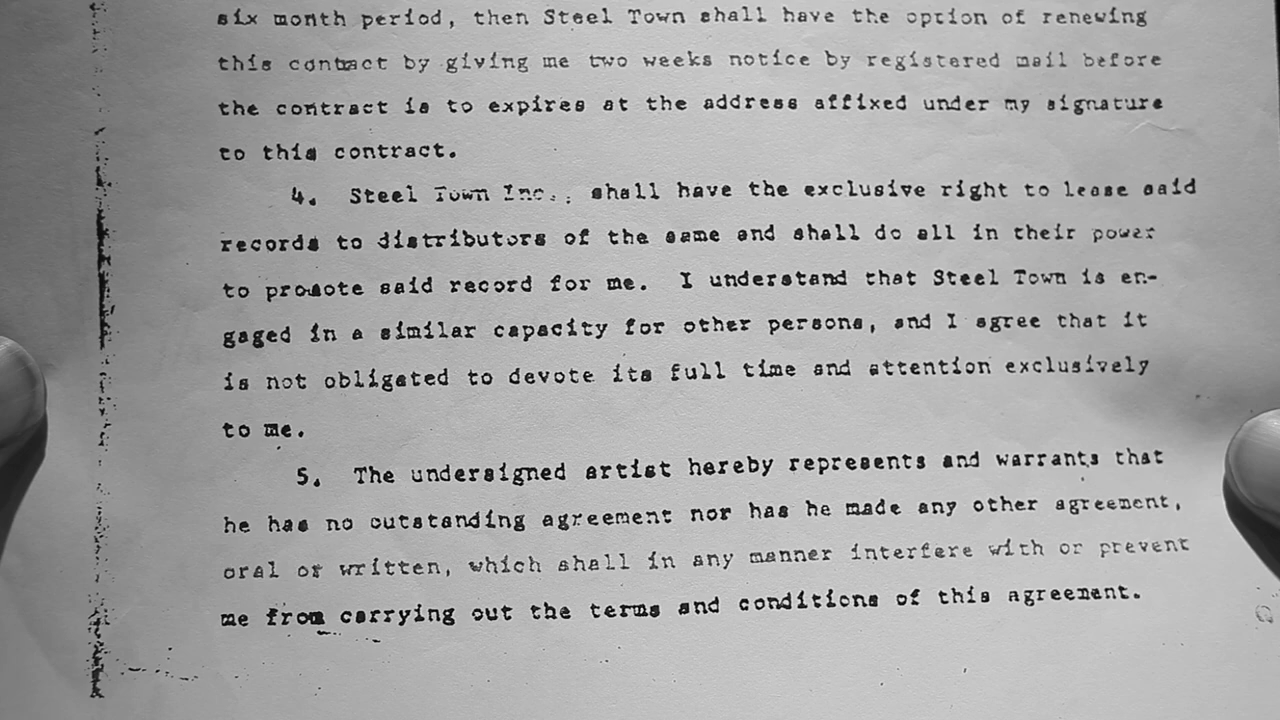 six month period, then Steel Town shall have the option of renewing
this contract by giving me two weeks notice by registered mail before
the contract is to expires at the address affixed under my signature
to this contract.
4. Steel Town Inc., shall have the exclusive right to lease said
records to distributors of the same and shall do all in their power
to promote said record for me. I understand that Steel Town is en-
gaged in a similar capacity for other persons, and I agree that it
is not obligated to devote its full time and attention exclusively
to me.
5. The undersigned artist hereby represents and warrants that
he has no outstanding agreement nor has he made any other agreement,
oral or written, which shall in any manner interfere with or prevent
me from carrying out the terms and conditions of this agreement.